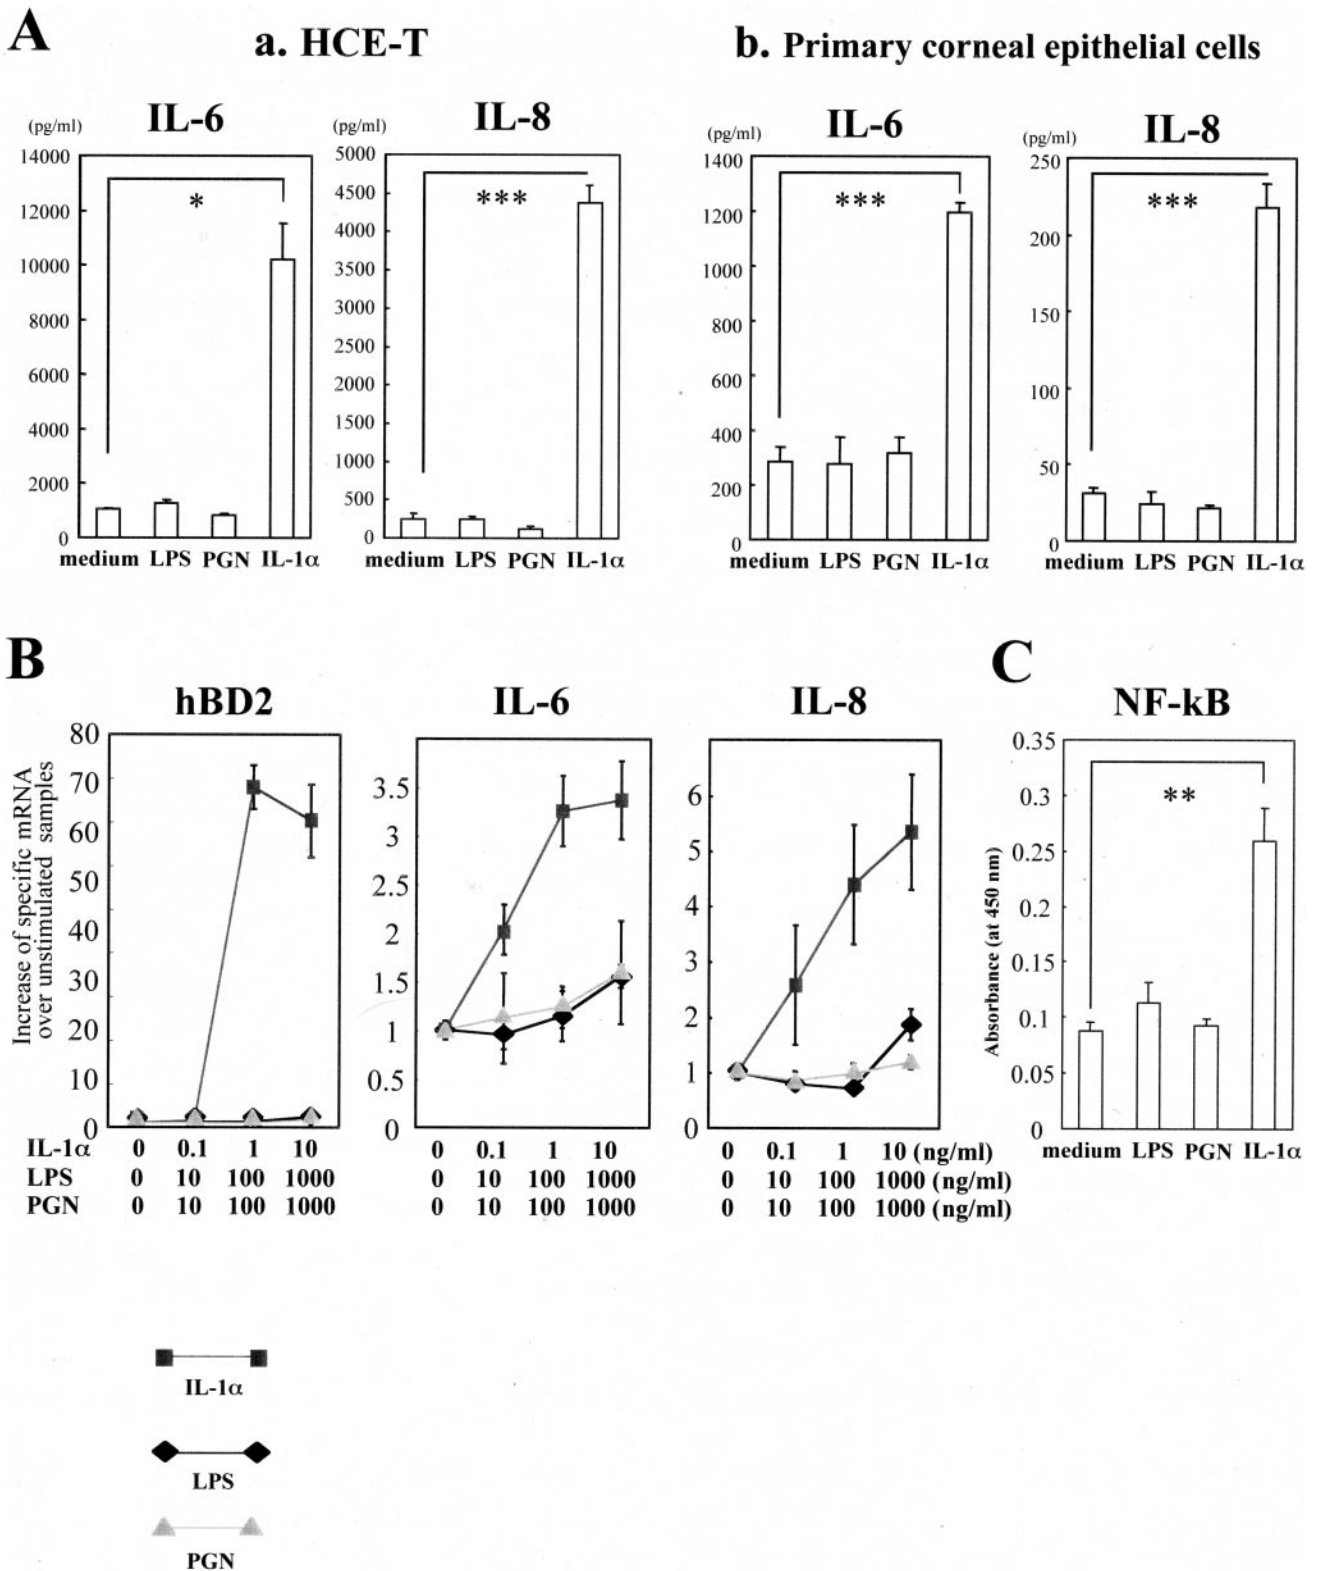 A
a. HCE-T
b. Primary corneal epithelial cells
IL-6
(pg/ml)
14000
12000
10000
8000
6000
4000
2000
0
*
medium LPS PGN IL-1α
IL-8
(pg/ml)
5000
4500
4000
3500
3000
2500
2000
1500
1000
500
0
***
medium LPS PGN IL-1α
IL-6
(pg/ml)
1400
1200
1000
800
600
400
200
0
***
medium LPS PGN IL-1α
IL-8
(pg/ml)
250
200
150
100
50
0
***
medium LPS PGN IL-1α
B
Increase of specific mRNA
over unstimulated samples
hBD2
80
70
60
50
40
30
20
10
0
IL-1α 0 0.1 1 10
LPS 0 10 100 1000
PGN 0 10 100 1000
IL-6
3.5
3
2.5
2
1.5
1
0.5
0
0 0.1 1 10
0 10 100 1000
0 10 100 1000
IL-8
6
5
4
3
2
1
0
0 0.1 1 10 (ng/ml)
0 10 100 1000 (ng/ml)
0 10 100 1000 (ng/ml)
C
NF-kB
Absorbance (at 450 nm)
0.35
0.3
0.25
0.2
0.15
0.1
0.05
0
**
medium LPS PGN IL-1α
IL-1α
LPS
PGN